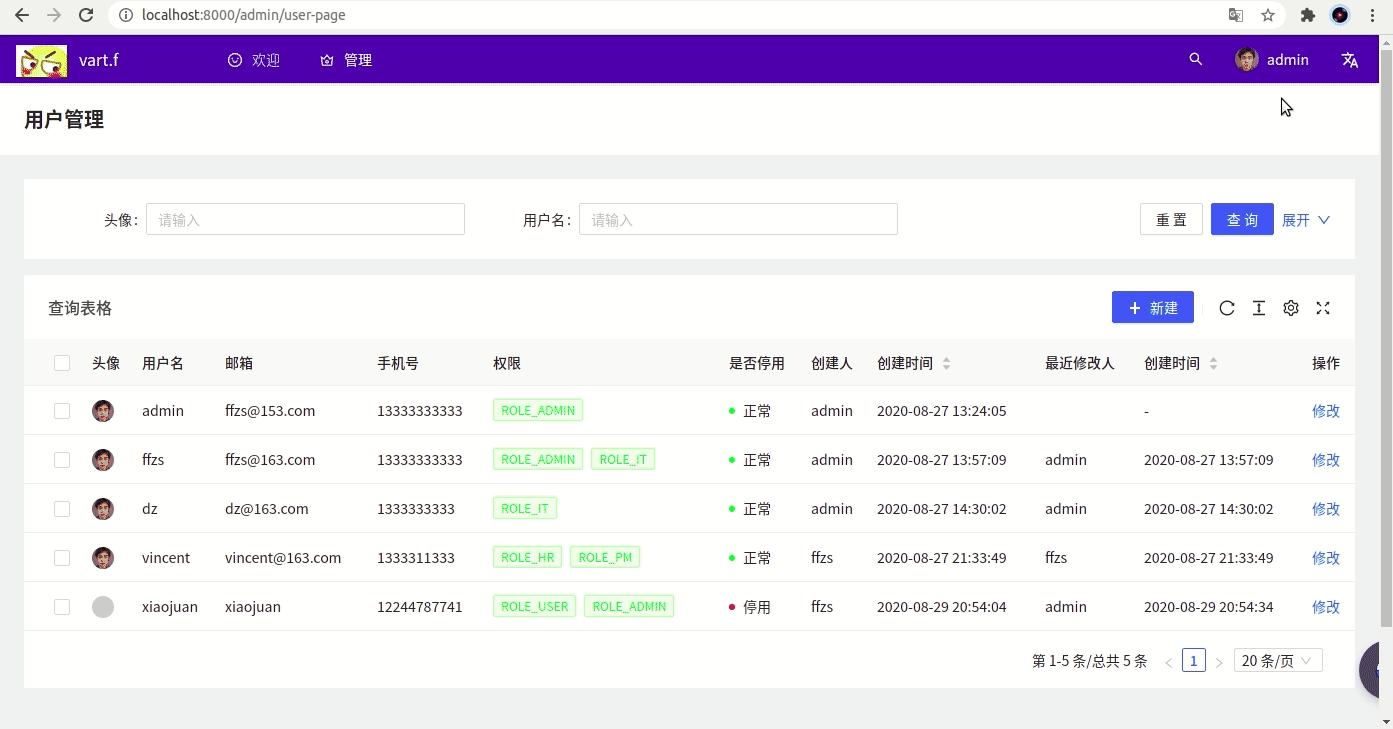 localhost:8000/admin/user-page
vart.f 欢迎 管理 admin
用户管理
头像: 请输入 用户名: 请输入 重 置 查 询 展开
查询表格 + 新建
头像 用户名 邮箱 手机号 权限 是否停用 创建人 创建时间 最近修改人 创建时间 操作
admin ffzs@153.com 13333333333 ROLE_ADMIN 正常 admin 2020-08-27 13:24:05 - 修改
ffzs ffzs@163.com 13333333333 ROLE_ADMIN ROLE_IT 正常 admin 2020-08-27 13:57:09 admin 2020-08-27 13:57:09 修改
dz dz@163.com 1333333333 ROLE_IT 正常 admin 2020-08-27 14:30:02 admin 2020-08-27 14:30:02 修改
vincent vincent@163.com 1333311333 ROLE_HR ROLE_PM 正常 ffzs 2020-08-27 21:33:49 ffzs 2020-08-27 21:33:49 修改
xiaojuan xiaojuan 12244787741 ROLE_USER ROLE_ADMIN 停用 ffzs 2020-08-29 20:54:04 admin 2020-08-29 20:54:34 修改
第 1-5 条/总共 5 条 < 1 > 20 条/页